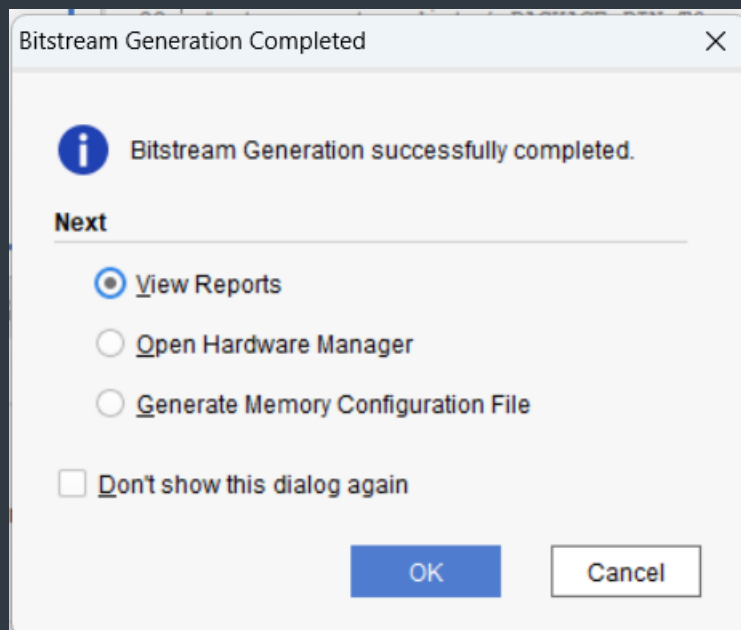 Bitstream Generation Completed
Bitstream Generation successfully completed.
Next
View Reports
Open Hardware Manager
Generate Memory Configuration File
Don't show this dialog again
OK
Cancel